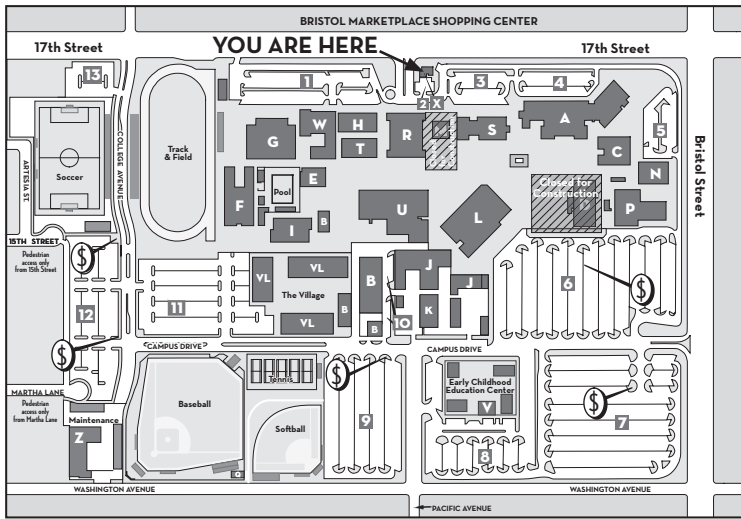 BRISTOL MARKETPLACE SHOPPING CENTER
17th Street
YOU ARE HERE
17th Street
13
1
2
X
3
4
5
COLLEGE AVENUE
ARTESIA ST.
Soccer
Track
& Field
G
W
H
T
R
S
A
C
N
P
Bristol Street
Closed for
Construction
F
E
Pool
I
B
U
L
15TH STREET
Pedestrian
access only
from 15th Street
$
12
$
11
VL
VL
The Village
VL
B
B
B
10
J
J
K
6
$
CAMPUS DRIVE
CAMPUS DRIVE
MARTHA LANE
Pedestrian
access only
from Martha Lane
Maintenance
Z
Baseball
Tennis
Softball
$
9
Early Childhood
Education Center
V
8
$
7
WASHINGTON AVENUE
WASHINGTON AVENUE
PACIFIC AVENUE